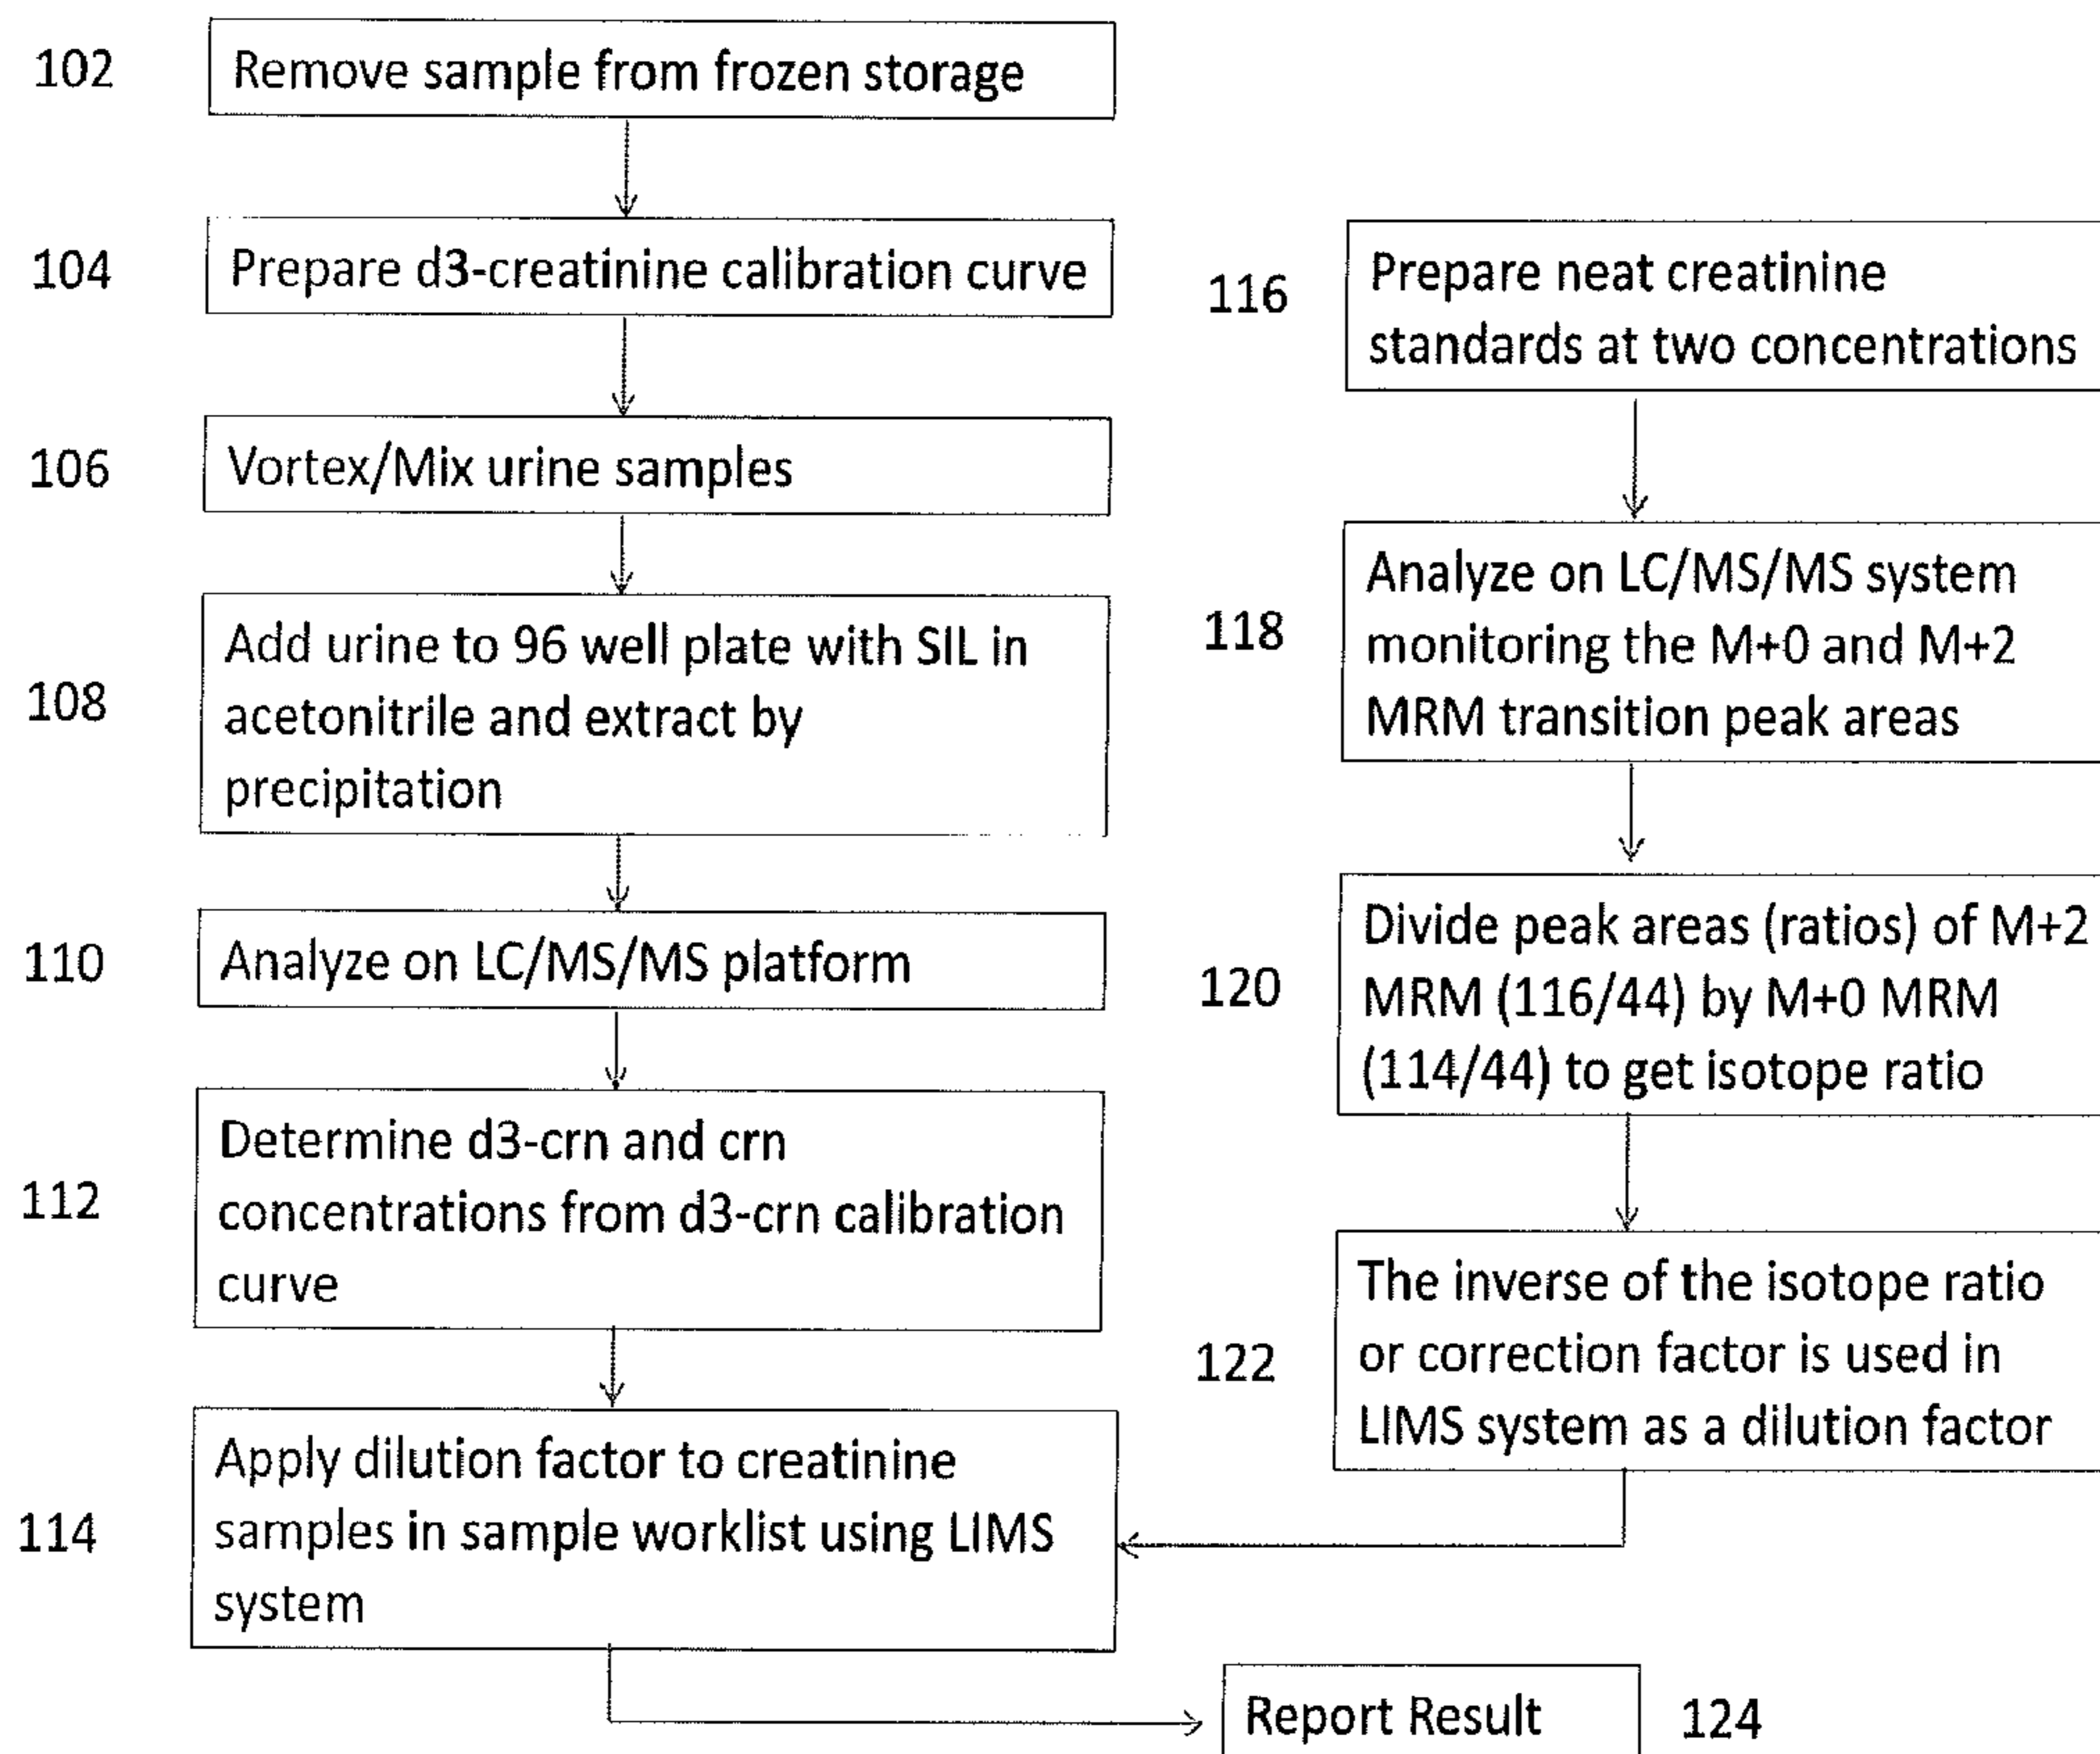 102
Remove sample from frozen storage
104
Prepare d3-creatinine calibration curve
106
Vortex/Mix urine samples
108
Add urine to 96 well plate with SIL in
acetonitrile and extract by
precipitation
110
Analyze on LC/MS/MS platform
112
Determine d3-crn and crn
concentrations from d3-crn calibration
curve
114
Apply dilution factor to creatinine
samples in sample worklist using LIMS
system
116
Prepare neat creatinine
standards at two concentrations
118
Analyze on LC/MS/MS system
monitoring the M+0 and M+2
MRM transition peak areas
120
Divide peak areas (ratios) of M+2
MRM (116/44) by M+0 MRM
(114/44) to get isotope ratio
122
The inverse of the isotope ratio
or correction factor is used in
LIMS system as a dilution factor
Report Result
124